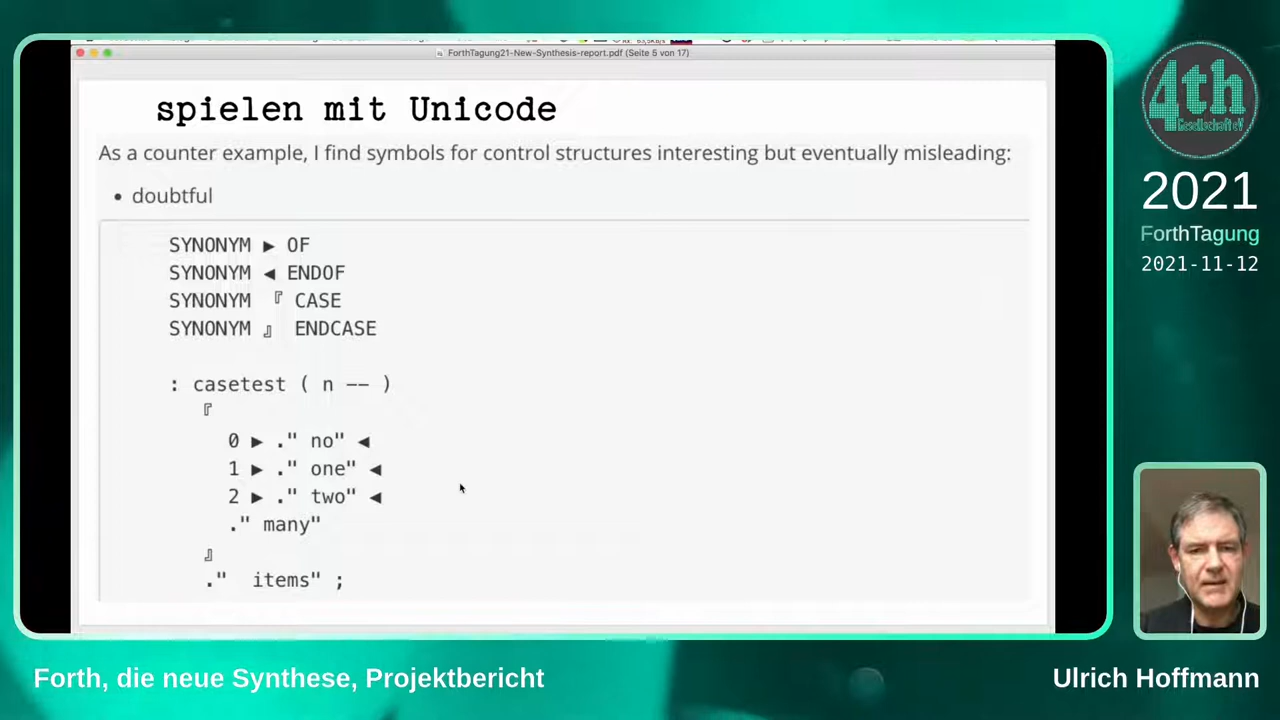 ForthTagung21-New-Synthesis-report.pdf (Seite 5 von 17)
spielen mit Unicode
As a counter example, I find symbols for control structures interesting but eventually misleading:
• doubtful
SYNONYM ▶ OF
SYNONYM ◀ ENDOF
SYNONYM 『 CASE
SYNONYM 』 ENDCASE
: casetest ( n -- )
『
0 ▶ ." no" ◀
1 ▶ ." one" ◀
2 ▶ ." two" ◀
." many"
』
." items" ;
4th
Gesellschaft eV
2021
ForthTagung
2021-11-12
Forth, die neue Synthese, Projektbericht
Ulrich Hoffmann